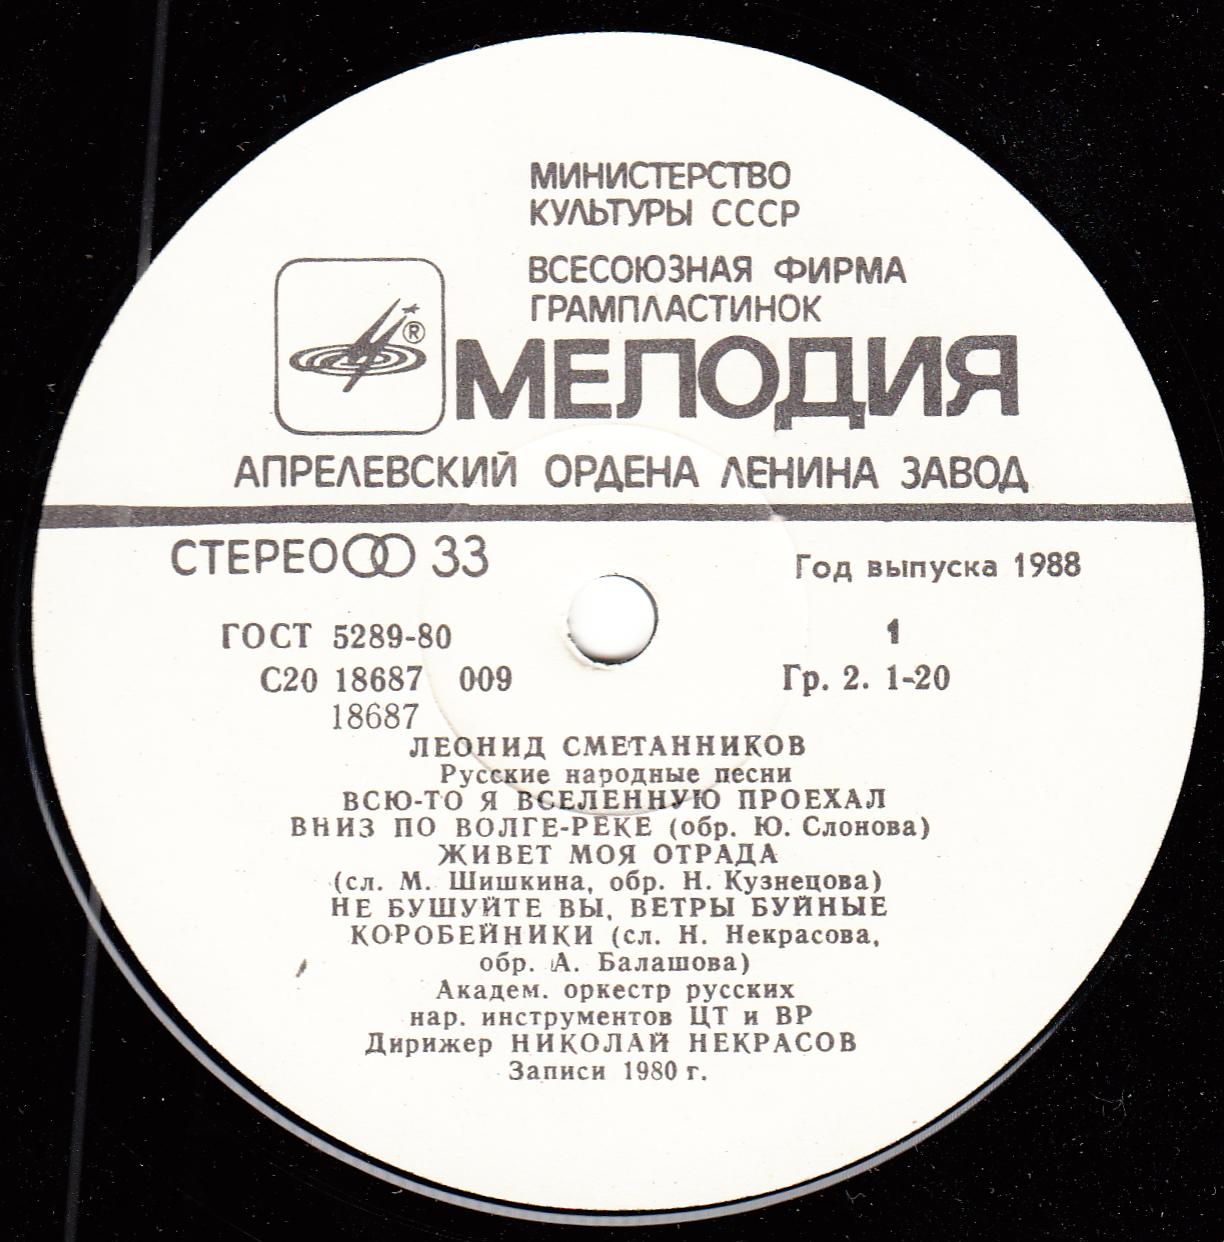 МИНИСТЕРСТВО
КУЛЬТУРЫ СССР
ВСЕСОЮЗНАЯ ФИРМА
ГРАМПЛАСТИНОК
®
МЕЛОДИЯ
АПРЕЛЕВСКИЙ ОРДЕНА ЛЕНИНА ЗАВОД
СТЕРЕО 33
Год выпуска 1988
ГОСТ 5289-80
1
С20 18687 009
Гр. 2. 1-20
18687
ЛЕОНИД СМЕТАННИКОВ
Русские народные песни
ВСЮ-ТО Я ВСЕЛЕННУЮ ПРОЕХАЛ
ВНИЗ ПО ВОЛГЕ-РЕКЕ (обр. Ю. Слонова)
ЖИВЕТ МОЯ ОТРАДА
(сл. М. Шишкина, обр. Н. Кузнецова)
НЕ БУШУЙТЕ ВЫ, ВЕТРЫ БУЙНЫЕ
КОРОБЕЙНИКИ (сл. Н. Некрасова,
обр. А. Балашова)
Академ. оркестр русских
нар. инструментов ЦТ и ВР
Дирижер НИКОЛАЙ НЕКРАСОВ
Записи 1980 г.